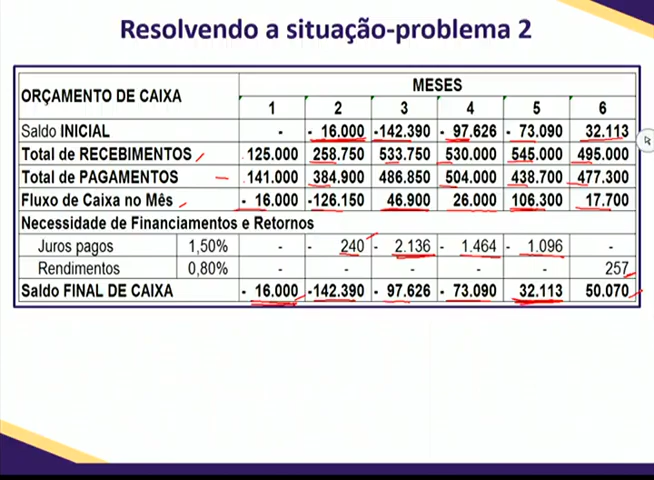 Resolvendo a situação-problema 2
ORÇAMENTO DE CAIXA MESES
1 2 3 4 5 6
Saldo INICIAL - - 16.000 -142.390 - 97.626 - 73.090 32.113
Total de RECEBIMENTOS 125.000 258.750 533.750 530.000 545.000 495.000
Total de PAGAMENTOS 141.000 384.900 486.850 504.000 438.700 477.300
Fluxo de Caixa no Mês - 16.000 -126.150 46.900 26.000 106.300 17.700
Necessidade de Financiamentos e Retornos
Juros pagos 1,50% - - 240 - 2.136 - 1.464 - 1.096 -
Rendimentos 0,80% - - - - - 257
Saldo FINAL DE CAIXA - 16.000 -142.390 - 97.626 - 73.090 32.113 50.070